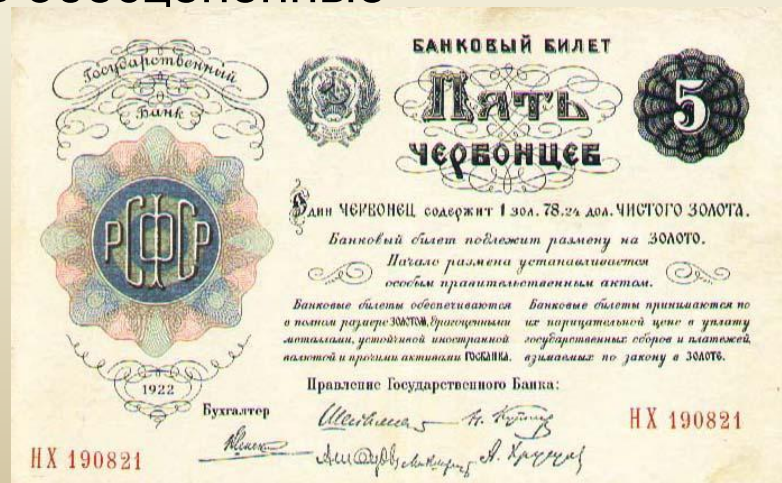 обесцененные
Государственный
Банк
РСФСР
1922
БАНКОВЫЙ БИЛЕТ
ПЯТЬ
ЧЕРВОНЦЕВ
5
Один ЧЕРВОНЕЦ содержит 1 зол. 78.24 дол. ЧИСТОГО ЗОЛОТА.
Банковый билет подлежит размену на ЗОЛОТО.
Начало размена устанавливается
особым правительственным актом.
Банковые билеты обеспечиваются
в полном размере ЗОЛОТОМ, драгоценными
металлами, устойчивой иностранной
валютой и прочими активами ГОСБАНКА.
Банковые билеты принимаются по
их нарицательной цене в уплату
государственных сборов и платежей,
взимаемых по закону в ЗОЛОТЕ.
Правление Государственного Банка:
Бухгалтер
НХ 190821
НХ 190821